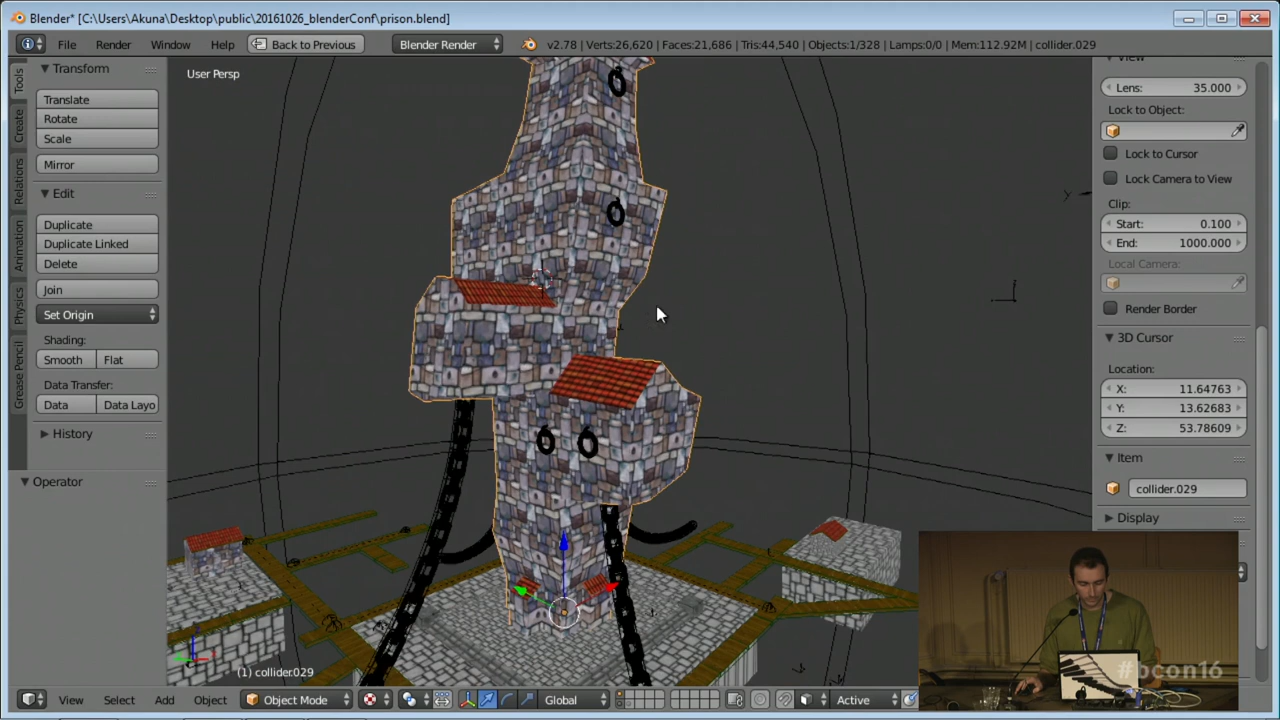 Blender* [C:\Users\Akuna\Desktop\public\20161026_blenderConf\prison.blend]
File Render Window Help Back to Previous Blender Render v2.78 | Verts:26,620 | Faces:21,686 | Tris:44,540 | Objects:1/328 | Lamps:0/0 | Mem:112.92M | collider.029
Tools
Create
Relations
Animation
Physics
Grease Pencil
Transform
Translate
Rotate
Scale
Mirror
Edit
Duplicate
Duplicate Linked
Delete
Join
Set Origin
Shading:
Smooth Flat
Data Transfer:
Data Data Layo
History
Operator
User Persp
(1) collider.029
View
Lens: 35.000
Lock to Object:
Lock to Cursor
Lock Camera to View
Clip:
Start: 0.100
End: 1000.000
Local Camera:
Render Border
3D Cursor
Location:
X: 11.64763
Y: 13.62683
Z: 53.78609
Item
collider.029
Display
#bcon16
View Select Add Object Object Mode Global Active